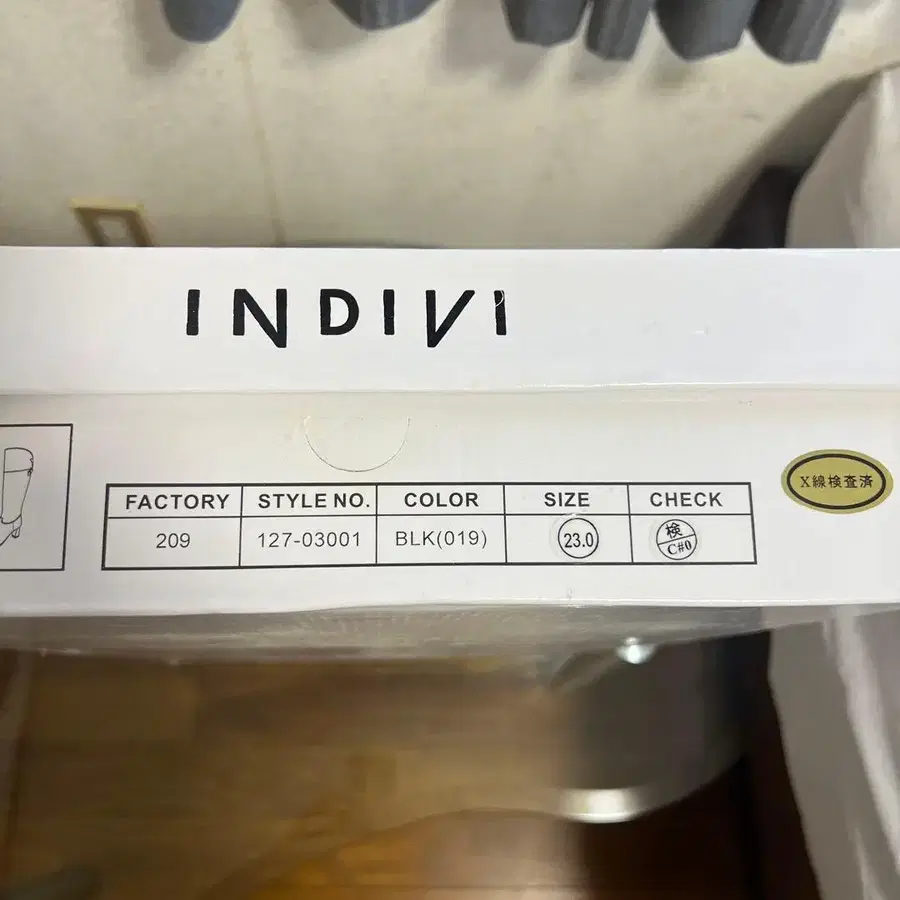 INDIVI
FACTORY STYLE NO. COLOR SIZE CHECK
209 127-03001 BLK(019) 23.0 検 C#0
X線検査済